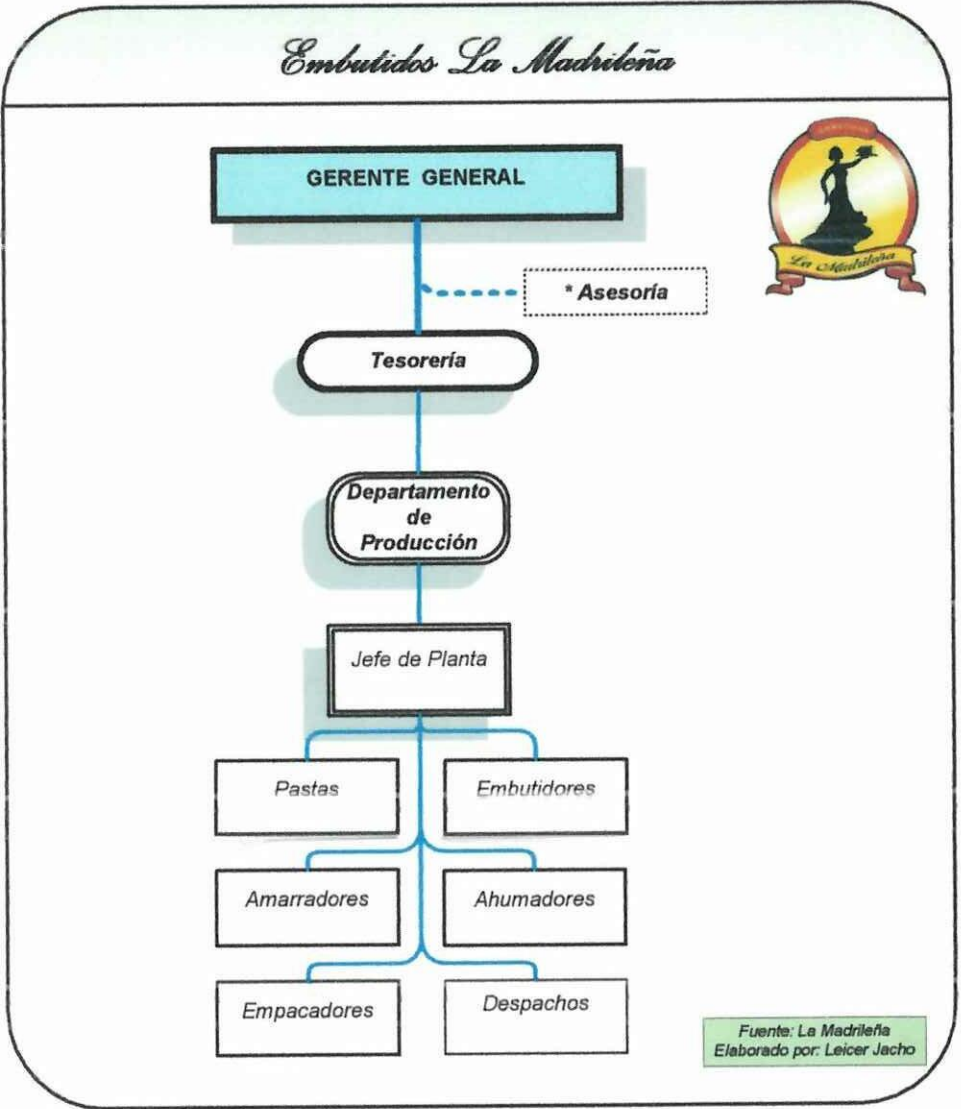 Embutidos La Madrileña
GERENTE GENERAL
* Asesoría
La Madrileña
Tesorería
Departamento
de
Producción
Jefe de Planta
Pastas
Embutidores
Amarradores
Ahumadores
Empacadores
Despachos
Fuente: La Madrileña
Elaborado por: Leicer Jacho